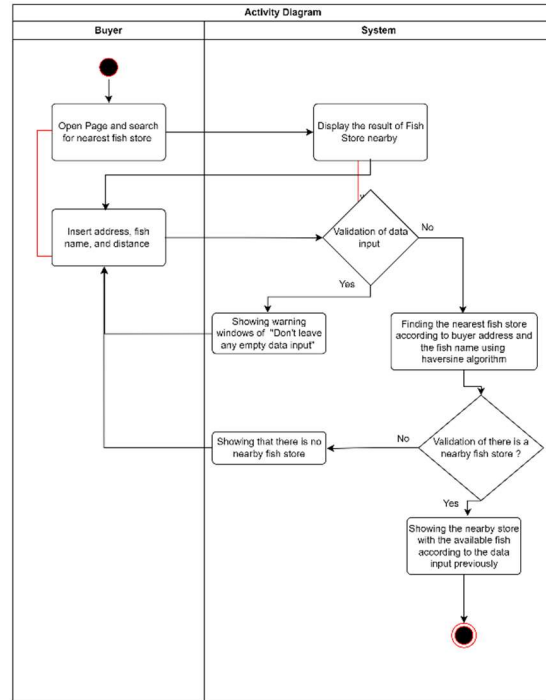 Activity Diagram
Buyer
System
Open Page and search
for nearest fish store
Display the result of Fish
Store nearby
Insert address, fish
name, and distance
Validation of data
input
No
Yes
Showing warning
windows of "Don't leave
any empty data input"
Finding the nearest fish store
according to buyer address and
the fish name using
haversine algorithm
Showing that there is no
nearby fish store
No
Validation of there is a
nearby fish store ?
Yes
Showing the nearby store
with the available fish
according to the data
input previously